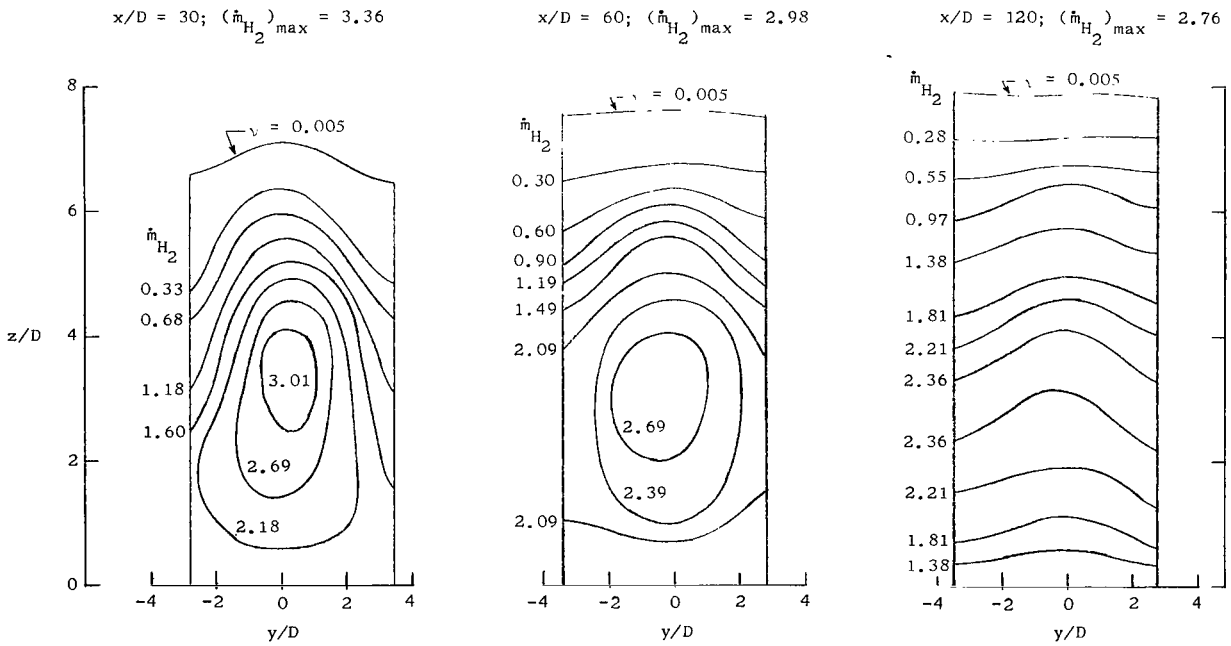 x/D = 30; (ṁH2)max = 3.36
x/D = 60; (ṁH2)max = 2.98
x/D = 120; (ṁH2)max = 2.76
z/D
8
6
4
2
0
ν = 0.005
ṁH2
0.33
0.68
1.18
1.60
3.01
2.69
2.18
-4 -2 0 2 4
y/D
ν = 0.005
ṁH2
0.30
0.60
0.90
1.19
1.49
2.09
2.69
2.39
2.09
-4 -2 0 2 4
y/D
ν = 0.005
ṁH2
0.28
0.55
0.97
1.38
1.81
2.21
2.36
2.36
2.21
1.81
1.38
-4 -2 0 2 4
y/D